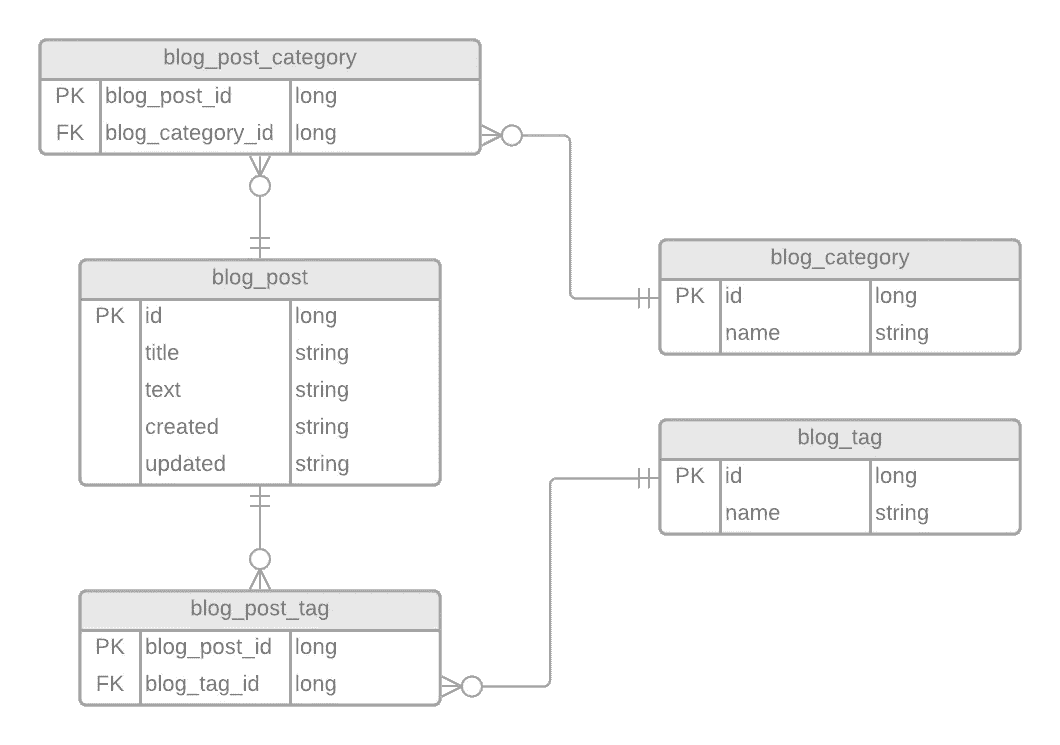 blog_post_category
PK blog_post_id long
FK blog_category_id long
blog_post
PK id long
title string
text string
created string
updated string
blog_category
PK id long
name string
blog_tag
PK id long
name string
blog_post_tag
PK blog_post_id long
FK blog_tag_id long